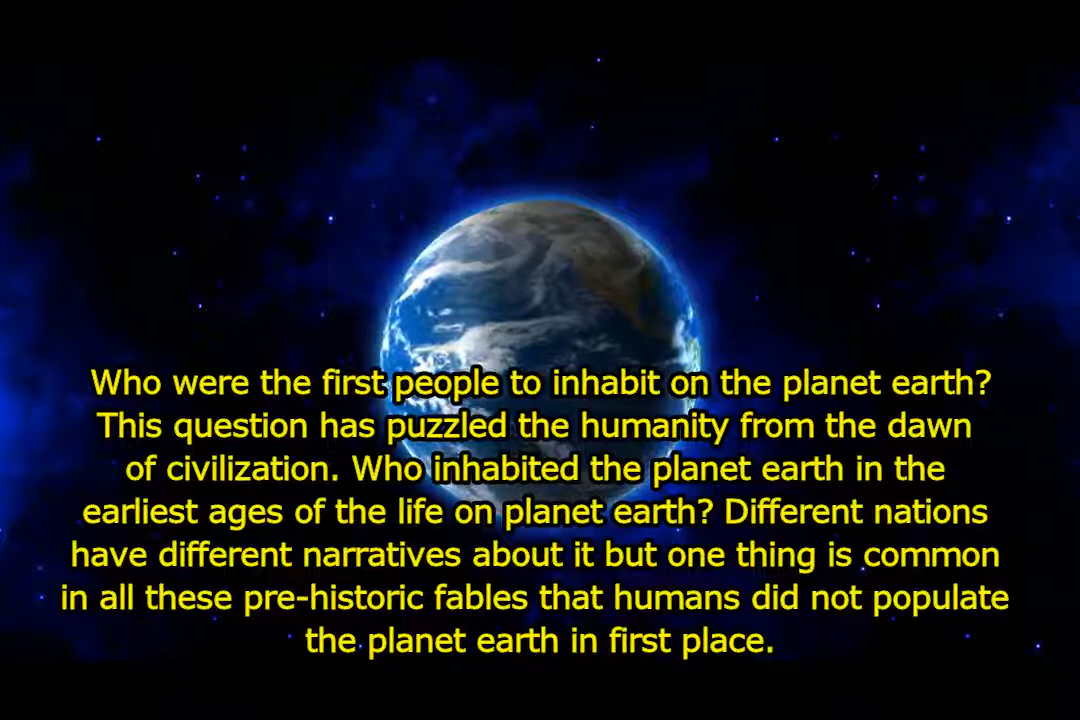 Who were the first people to inhabit on the planet earth?
This question has puzzled the humanity from the dawn
of civilization. Who inhabited the planet earth in the
earliest ages of the life on planet earth? Different nations
have different narratives about it but one thing is common
in all these pre-historic fables that humans did not populate
the planet earth in first place.